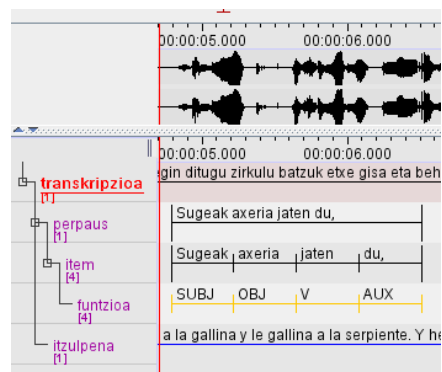 00:00:05.000 00:00:06.000
00:00:05.000 00:00:06.000
egin ditugu zirkulu batzuk etxe gisa eta beh
transkripzioa
[1]
Sugeak axeria jaten du,
perpaus
[1]
Sugeak axeria jaten du,
item
[4]
SUBJ OBJ V AUX
funtzioa
[4]
a la gallina y le gallina a la serpiente. Y he
itzulpena
[1]